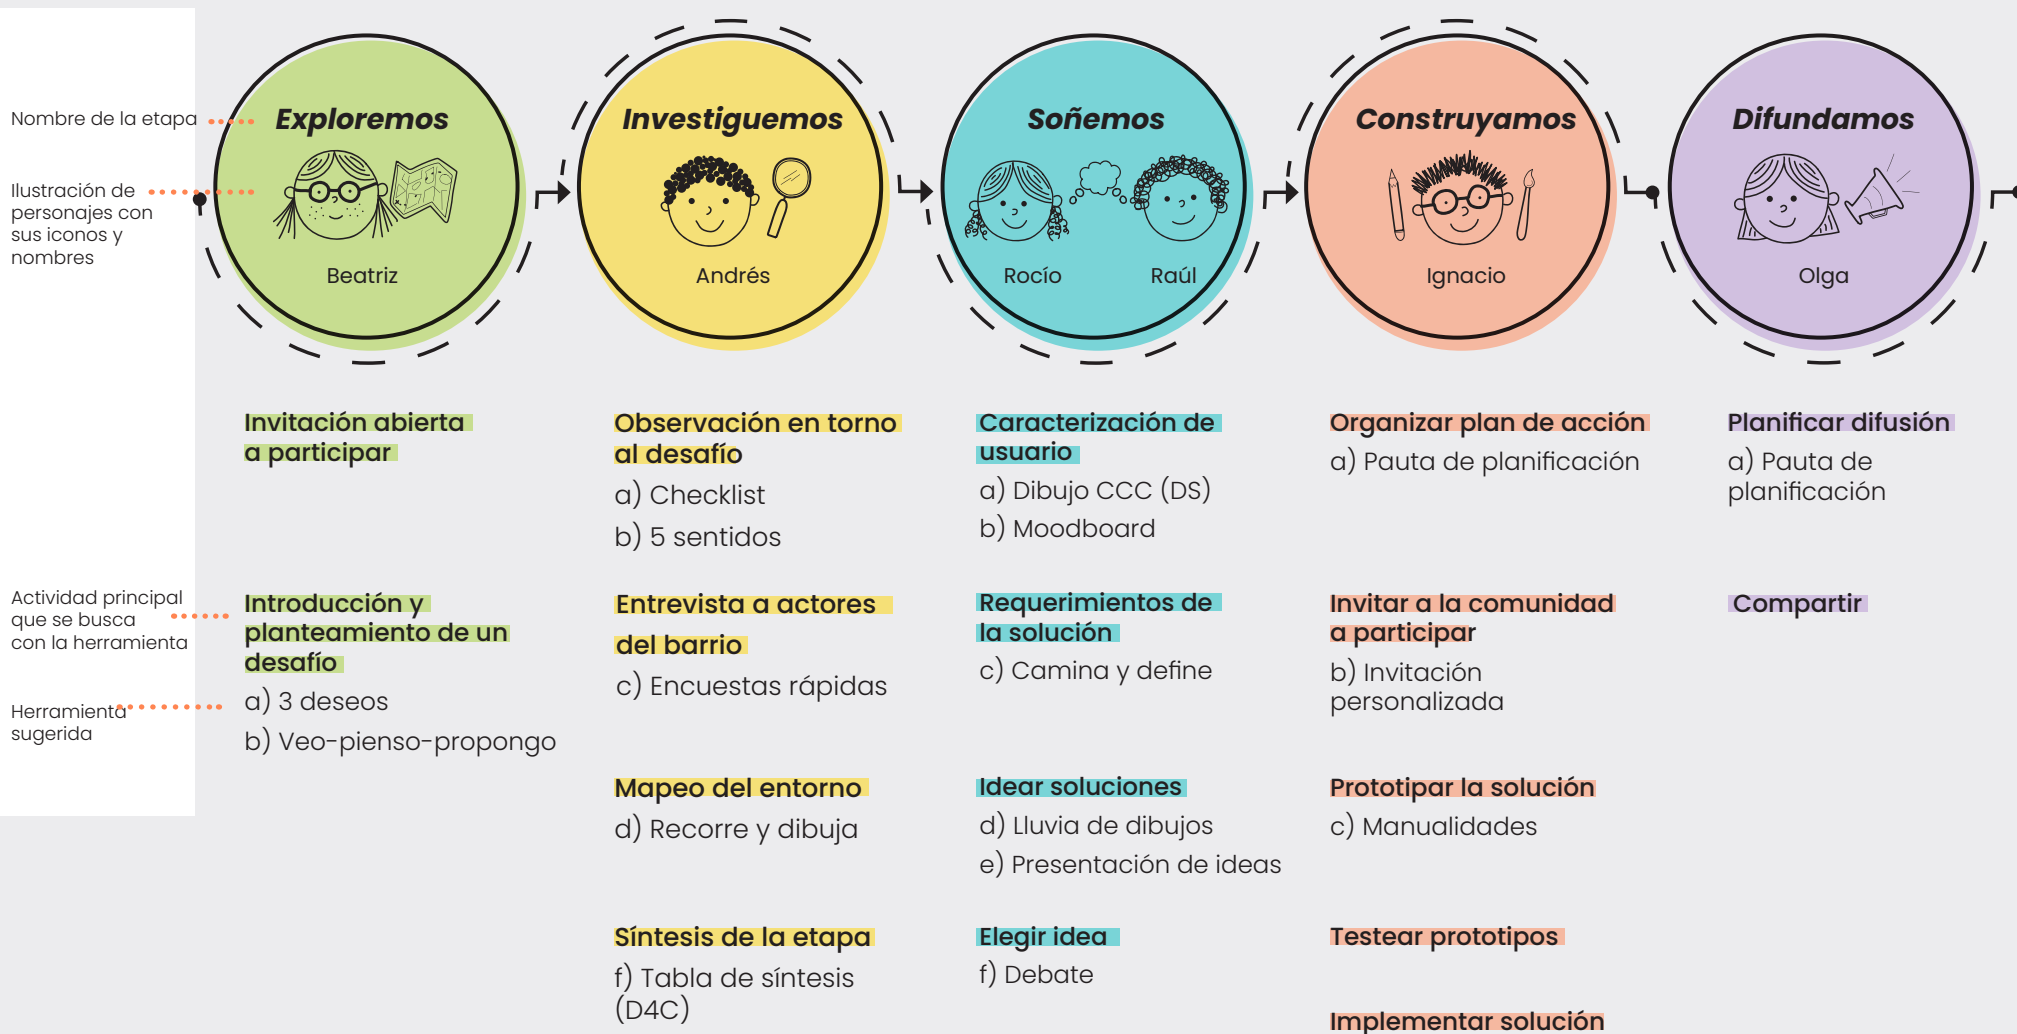 Nombre de la etapa
Ilustración de
personajes con
sus iconos y
nombres
Actividad principal
que se busca
con la herramienta
Herramienta
sugerida
Exploremos
Beatriz
Invitación abierta
a participar
Introducción y
planteamiento de un
desafío
a) 3 deseos
b) Veo-pienso-propongo
Investiguemos
Andrés
Observación en torno
al desafío
a) Checklist
b) 5 sentidos
Entrevista a actores
del barrio
c) Encuestas rápidas
Mapeo del entorno
d) Recorre y dibuja
Síntesis de la etapa
f) Tabla de síntesis
(D4C)
Soñemos
Rocío Raúl
Caracterización de
usuario
a) Dibujo CCC (DS)
b) Moodboard
Requerimientos de
la solución
c) Camina y define
Idear soluciones
d) Lluvia de dibujos
e) Presentación de ideas
Elegir idea
f) Debate
Construyamos
Ignacio
Organizar plan de acción
a) Pauta de planificación
Invitar a la comunidad
a participar
b) Invitación
personalizada
Prototipar la solución
c) Manualidades
Testear prototipos
Implementar solución
Difundamos
Olga
Planificar difusión
a) Pauta de
planificación
Compartir